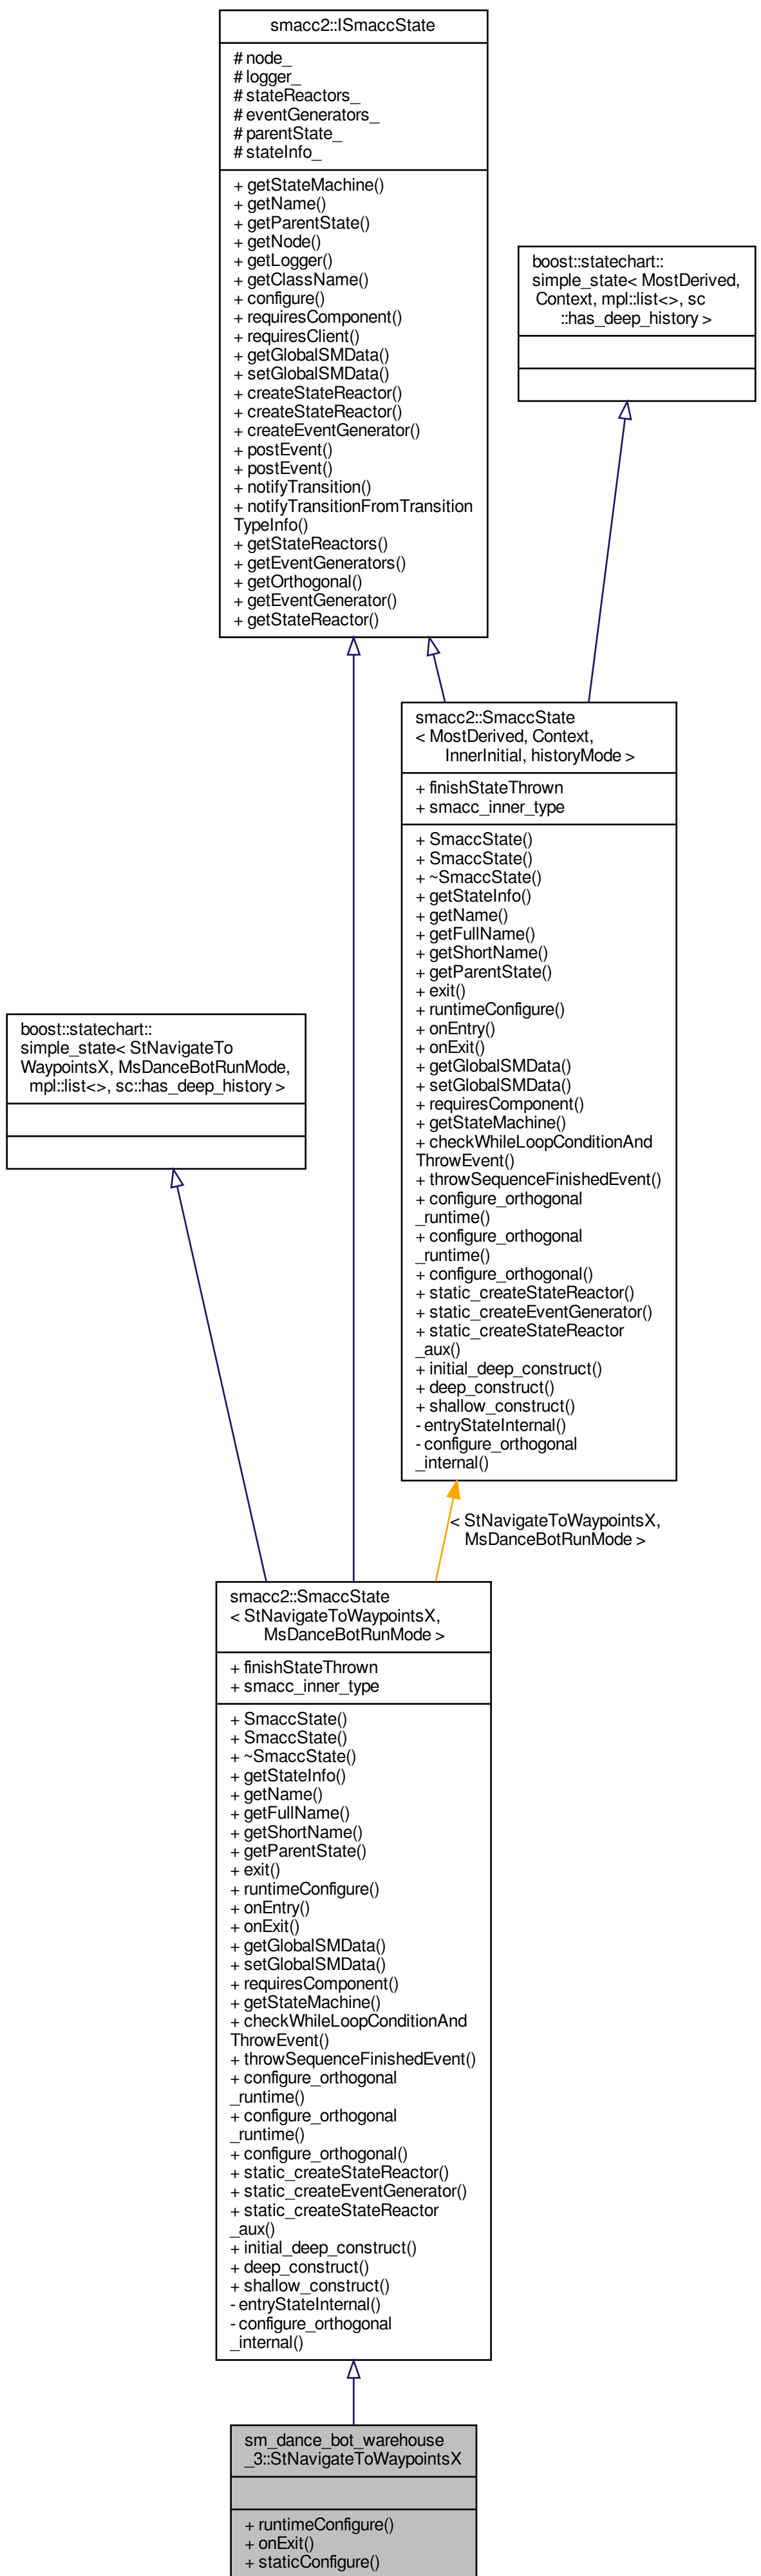 smacc2::ISmaccState
# node_
# logger_
# stateReactors_
# eventGenerators_
# parentState_
# stateInfo_
+ getStateMachine()
+ getName()
+ getParentState()
+ getNode()
+ getLogger()
+ getClassName()
+ configure()
+ requiresComponent()
+ requiresClient()
+ getGlobalSMData()
+ setGlobalSMData()
+ createStateReactor()
+ createStateReactor()
+ createEventGenerator()
+ postEvent()
+ postEvent()
+ notifyTransition()
+ notifyTransitionFromTransition
TypeInfo()
+ getStateReactors()
+ getEventGenerators()
+ getOrthogonal()
+ getEventGenerator()
+ getStateReactor()
boost::statechart::
simple_state< MostDerived,
Context, mpl::list<>, sc
::has_deep_history >
smacc2::SmaccState
< MostDerived, Context,
InnerInitial, historyMode >
+ finishStateThrown
+ smacc_inner_type
+ SmaccState()
+ SmaccState()
+ ~SmaccState()
+ getStateInfo()
+ getName()
+ getFullName()
+ getShortName()
+ getParentState()
+ exit()
+ runtimeConfigure()
+ onEntry()
+ onExit()
+ getGlobalSMData()
+ setGlobalSMData()
+ requiresComponent()
+ getStateMachine()
+ checkWhileLoopConditionAnd
ThrowEvent()
+ throwSequenceFinishedEvent()
+ configure_orthogonal
_runtime()
+ configure_orthogonal
_runtime()
+ configure_orthogonal()
+ static_createStateReactor()
+ static_createEventGenerator()
+ static_createStateReactor
_aux()
+ initial_deep_construct()
+ deep_construct()
+ shallow_construct()
- entryStateInternal()
- configure_orthogonal
_internal()
boost::statechart::
simple_state< StNavigateTo
WaypointsX, MsDanceBotRunMode,
mpl::list<>, sc::has_deep_history >
< StNavigateToWaypointsX,
MsDanceBotRunMode >
smacc2::SmaccState
< StNavigateToWaypointsX,
MsDanceBotRunMode >
+ finishStateThrown
+ smacc_inner_type
+ SmaccState()
+ SmaccState()
+ ~SmaccState()
+ getStateInfo()
+ getName()
+ getFullName()
+ getShortName()
+ getParentState()
+ exit()
+ runtimeConfigure()
+ onEntry()
+ onExit()
+ getGlobalSMData()
+ setGlobalSMData()
+ requiresComponent()
+ getStateMachine()
+ checkWhileLoopConditionAnd
ThrowEvent()
+ throwSequenceFinishedEvent()
+ configure_orthogonal
_runtime()
+ configure_orthogonal
_runtime()
+ configure_orthogonal()
+ static_createStateReactor()
+ static_createEventGenerator()
+ static_createStateReactor
_aux()
+ initial_deep_construct()
+ deep_construct()
+ shallow_construct()
- entryStateInternal()
- configure_orthogonal
_internal()
sm_dance_bot_warehouse
_3::StNavigateToWaypointsX
+ runtimeConfigure()
+ onExit()
+ staticConfigure()